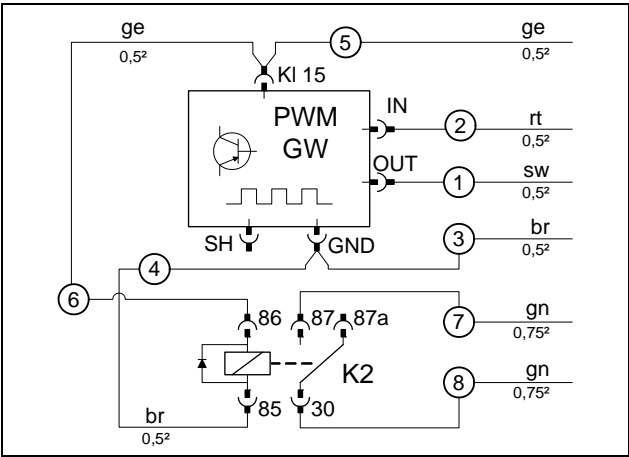 ge 5 ge
0,5² 0,5²
Kl 15
PWM IN
GW 2 rt
0,5²
OUT 1 sw
0,5²
SH GND 3 br
0,5²
4
6
86 87 87a 7 gn
0,75²
K2 8 gn
0,75²
85 30
br
0,5²